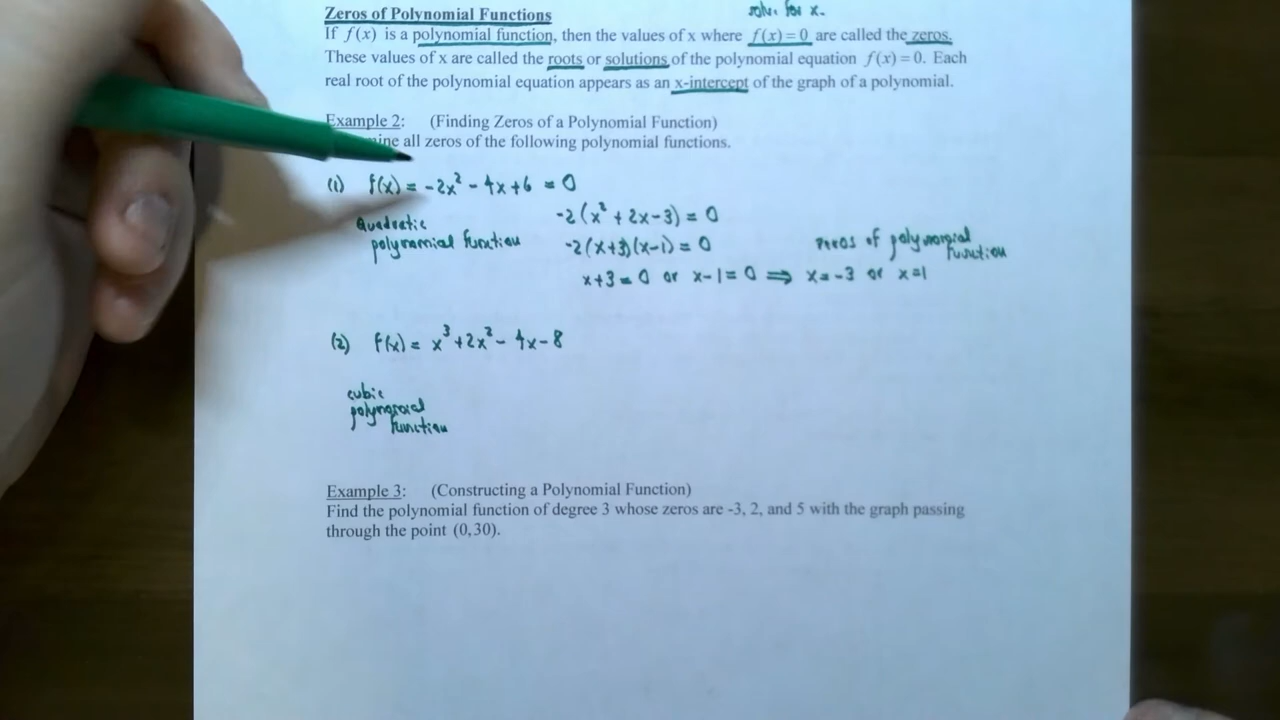 Zeros of Polynomial Functions
solve for x.
If f(x) is a polynomial function, then the values of x where f(x) = 0 are called the zeros.
These values of x are called the roots or solutions of the polynomial equation f(x) = 0. Each
real root of the polynomial equation appears as an x-intercept of the graph of a polynomial.
Example 2: (Finding Zeros of a Polynomial Function)
all zeros of the following polynomial functions.
(1) f(x) = -2x² - 4x + 6 = 0
Quadratic
polynomial function
-2(x² + 2x - 3) = 0
-2(x+3)(x-1) = 0
x+3 = 0 or x-1 = 0 ⟹ x = -3 or x = 1
zeros of polynomial
function
(2) f(x) = x³ + 2x² - 4x - 8
cubic
polynomial
function
Example 3: (Constructing a Polynomial Function)
Find the polynomial function of degree 3 whose zeros are -3, 2, and 5 with the graph passing
through the point (0,30).